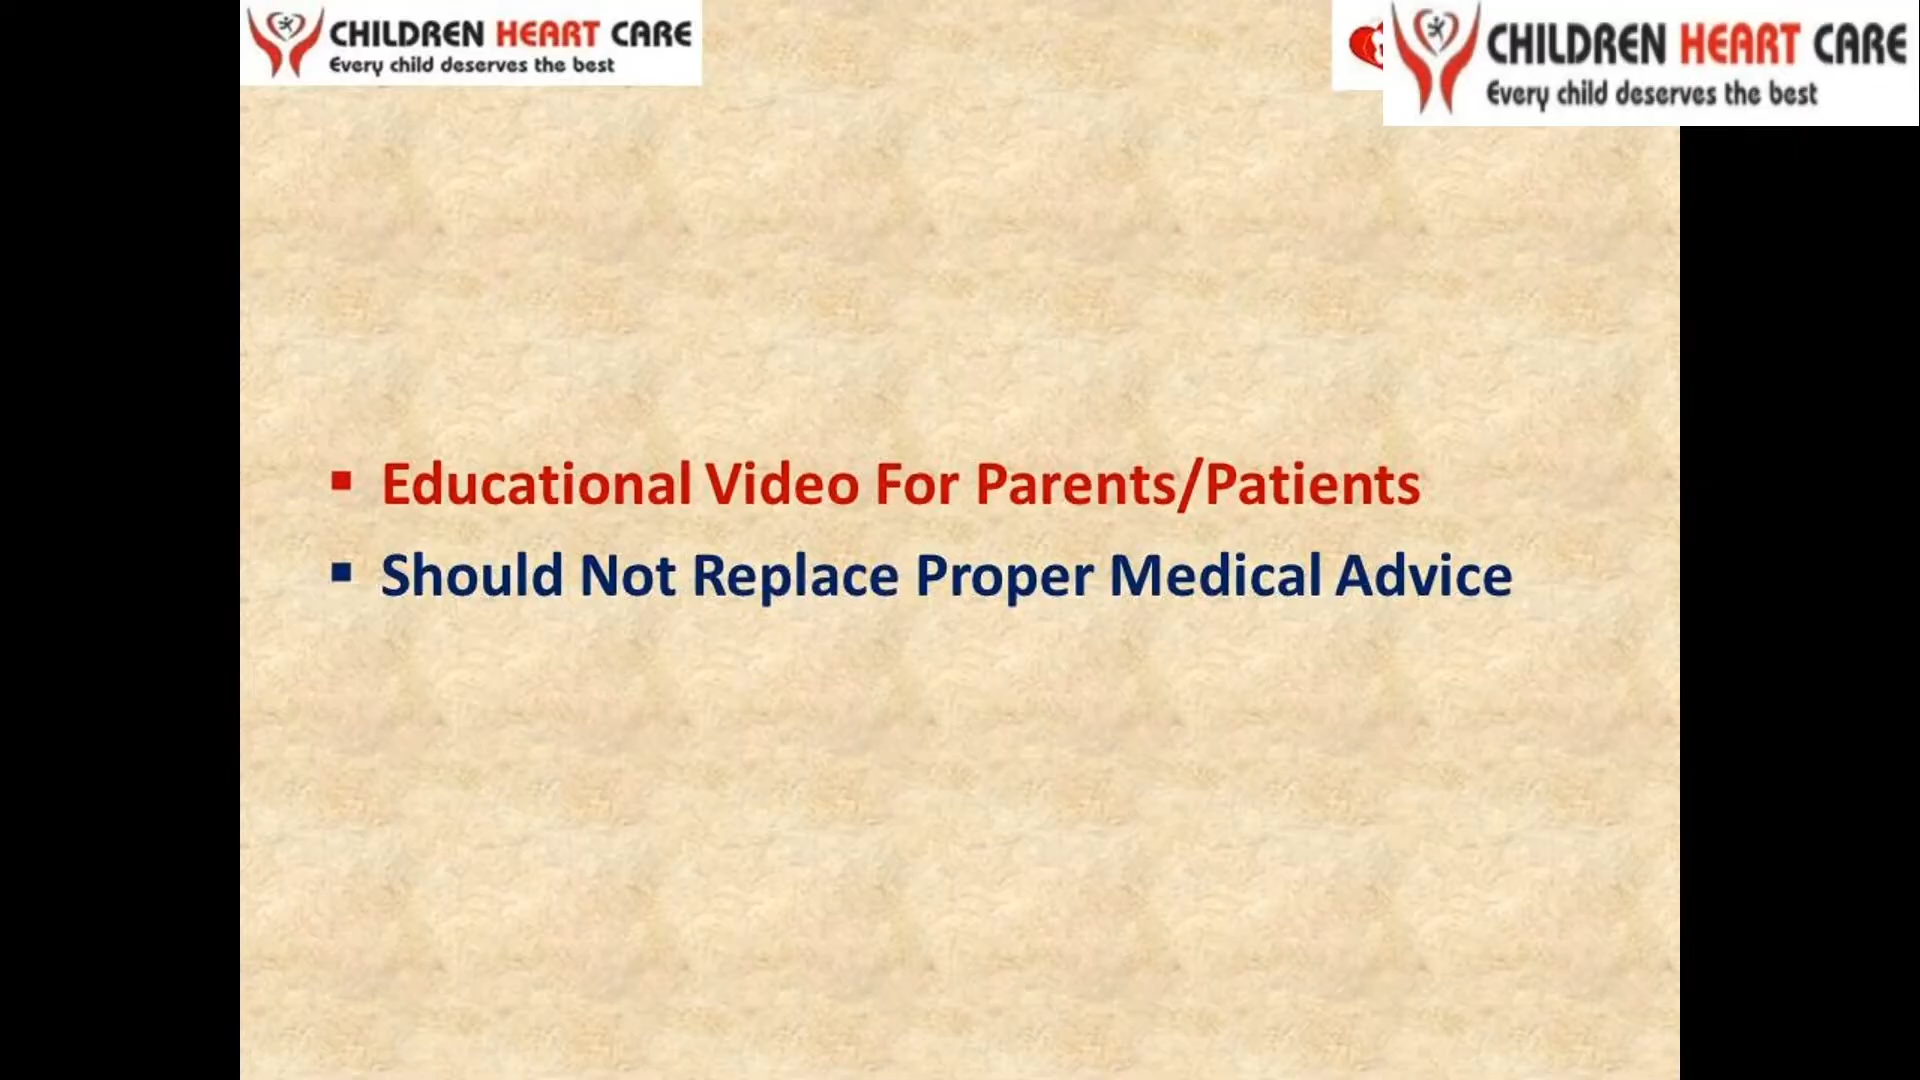 CHILDREN HEART CARE
Every child deserves the best
CHILDREN HEART CARE
Every child deserves the best
Educational Video For Parents/Patients
Should Not Replace Proper Medical Advice